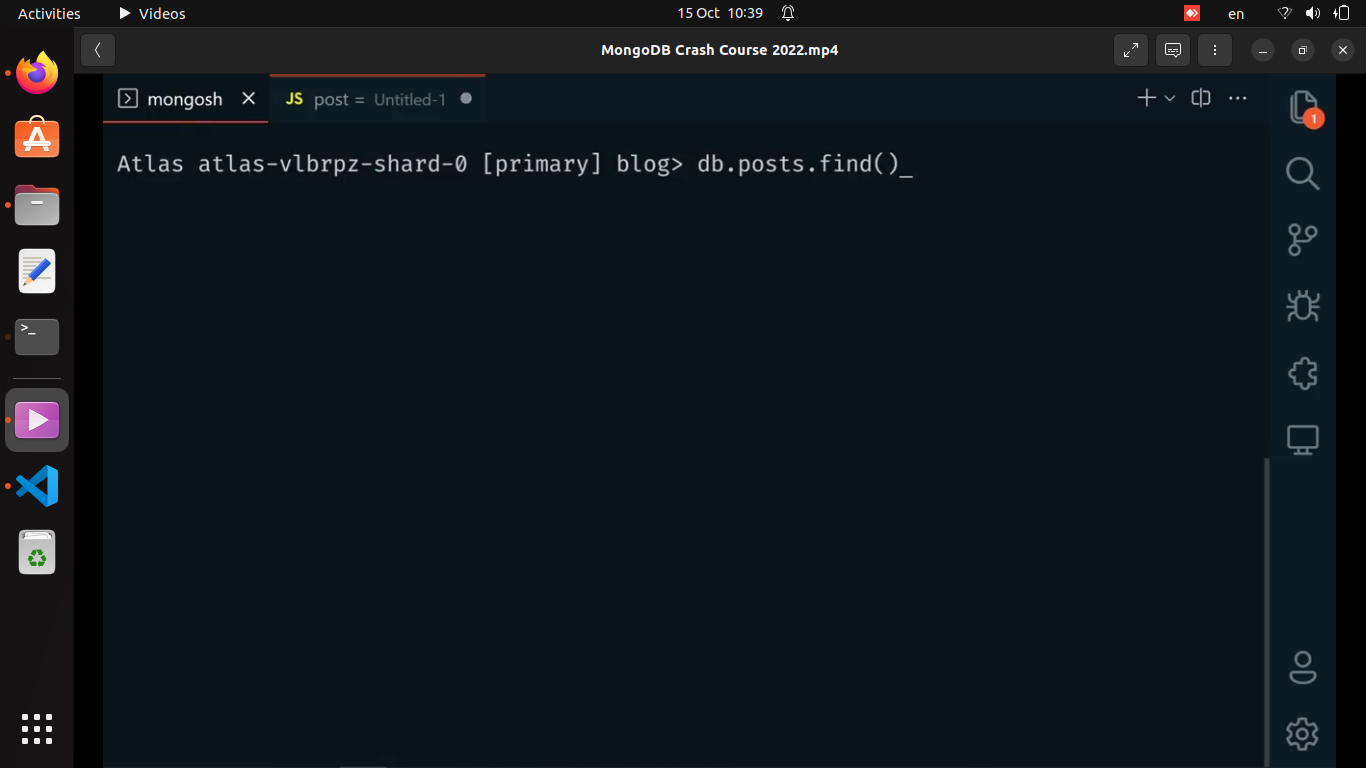 Activities
Videos
15 Oct 10:39
en
MongoDB Crash Course 2022.mp4
mongosh
JS post = Untitled-1
1
Atlas atlas-vlbrpz-shard-0 [primary] blog> db.posts.find()_
>_